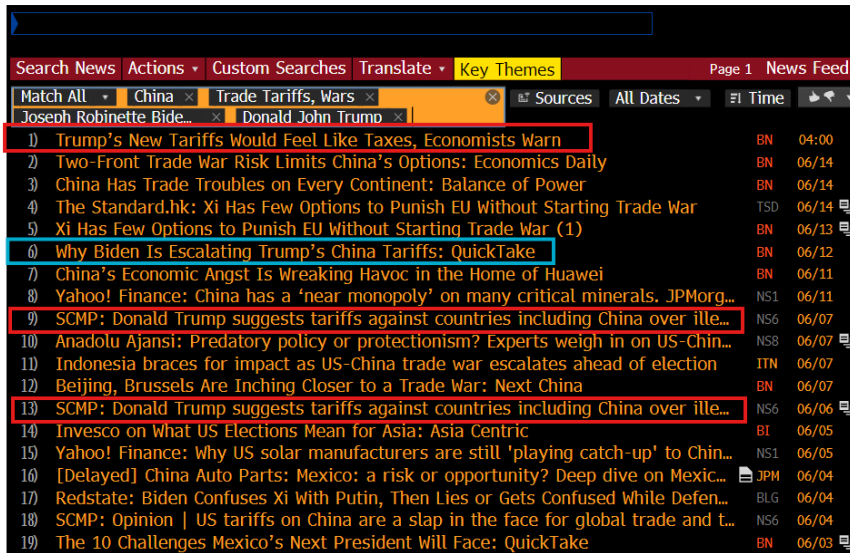 Search News Actions Custom Searches Translate Key Themes Page 1 News Feed
Match All China × Trade Tariffs, Wars × Sources All Dates Time
Joseph Robinette Bide... × Donald John Trump ×
1) Trump's New Tariffs Would Feel Like Taxes, Economists Warn BN 04:00
2) Two-Front Trade War Risk Limits China's Options: Economics Daily BN 06/14
3) China Has Trade Troubles on Every Continent: Balance of Power BN 06/14
4) The Standard.hk: Xi Has Few Options to Punish EU Without Starting Trade War TSD 06/14
5) Xi Has Few Options to Punish EU Without Starting Trade War (1) BN 06/13
6) Why Biden Is Escalating Trump's China Tariffs: QuickTake BN 06/12
7) China's Economic Angst Is Wreaking Havoc in the Home of Huawei BN 06/11
8) Yahoo! Finance: China has a 'near monopoly' on many critical minerals. JPMorg... NS1 06/11
9) SCMP: Donald Trump suggests tariffs against countries including China over ille... NS6 06/07
10) Anadolu Ajansi: Predatory policy or protectionism? Experts weigh in on US-Chin... NS8 06/07
11) Indonesia braces for impact as US-China trade war escalates ahead of election ITN 06/07
12) Beijing, Brussels Are Inching Closer to a Trade War: Next China BN 06/07
13) SCMP: Donald Trump suggests tariffs against countries including China over ille... NS6 06/06
14) Invesco on What US Elections Mean for Asia: Asia Centric BI 06/05
15) Yahoo! Finance: Why US solar manufacturers are still 'playing catch-up' to Chin... NS1 06/05
16) [Delayed] China Auto Parts: Mexico: a risk or opportunity? Deep dive on Mexic... JPM 06/04
17) Redstate: Biden Confuses Xi With Putin, Then Lies or Gets Confused While Defen... BLG 06/04
18) SCMP: Opinion | US tariffs on China are a slap in the face for global trade and t... NS6 06/04
19) The 10 Challenges Mexico's Next President Will Face: QuickTake BN 06/03